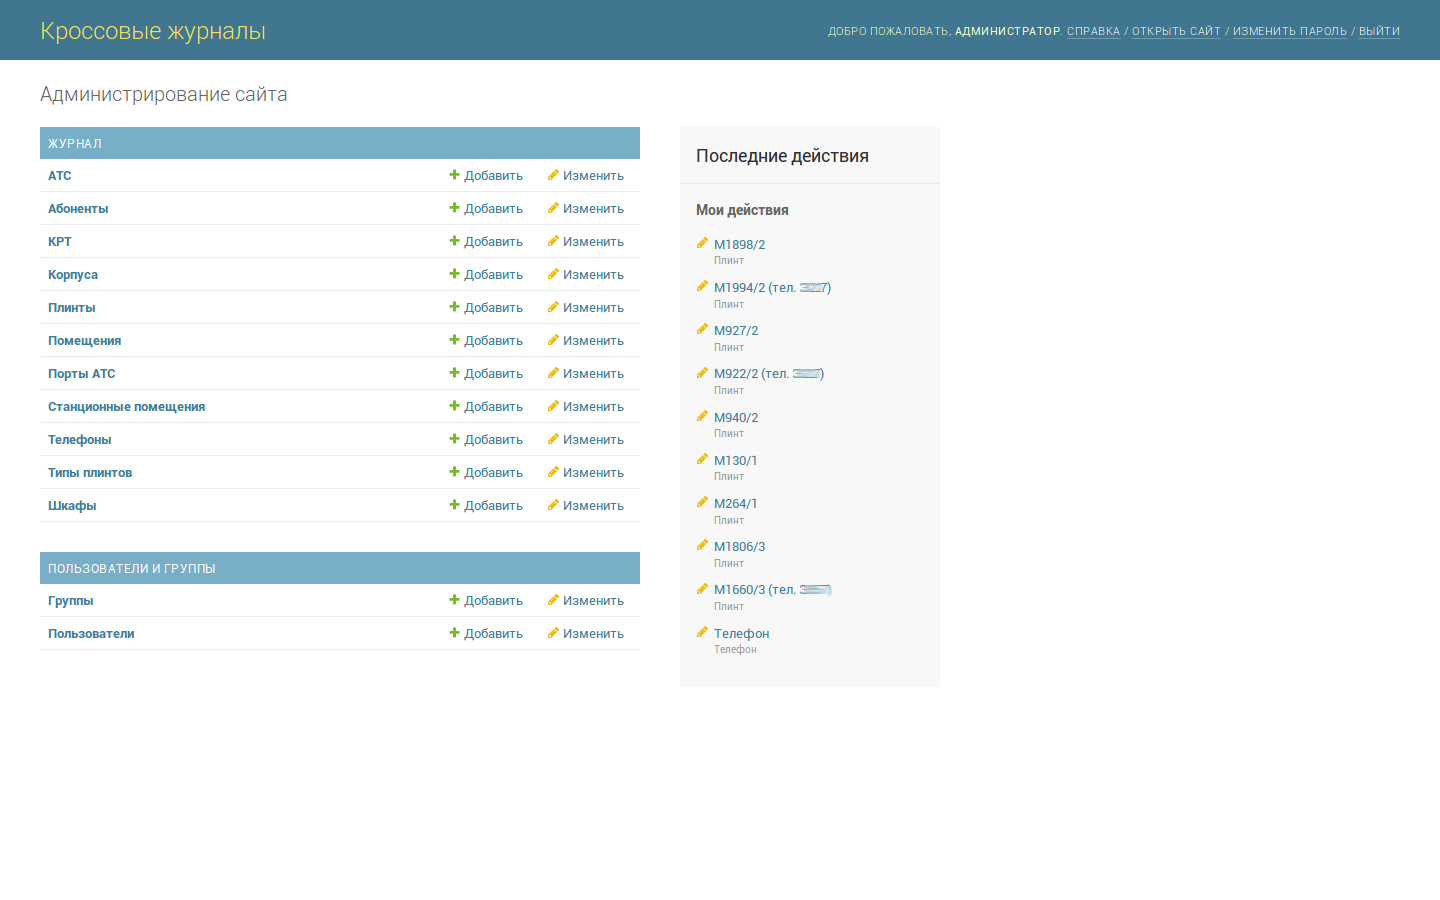 Кроссовые журналы
ДОБРО ПОЖАЛОВАТЬ, АДМИНИСТРАТОР. СПРАВКА / ОТКРЫТЬ САЙТ / ИЗМЕНИТЬ ПАРОЛЬ / ВЫЙТИ
Администрирование сайта
ЖУРНАЛ
АТС Добавить Изменить
Абоненты Добавить Изменить
КРТ Добавить Изменить
Корпуса Добавить Изменить
Плинты Добавить Изменить
Помещения Добавить Изменить
Порты АТС Добавить Изменить
Станционные помещения Добавить Изменить
Телефоны Добавить Изменить
Типы плинтов Добавить Изменить
Шкафы Добавить Изменить
ПОЛЬЗОВАТЕЛИ И ГРУППЫ
Группы Добавить Изменить
Пользователи Добавить Изменить
Последние действия
Мои действия
М1898/2
Плинт
М1994/2 (тел.
Плинт
М927/2
Плинт
М922/2 (тел.
Плинт
М940/2
Плинт
М130/1
Плинт
М264/1
Плинт
М1806/3
Плинт
М1660/3 (тел.
Плинт
Телефон
Телефон